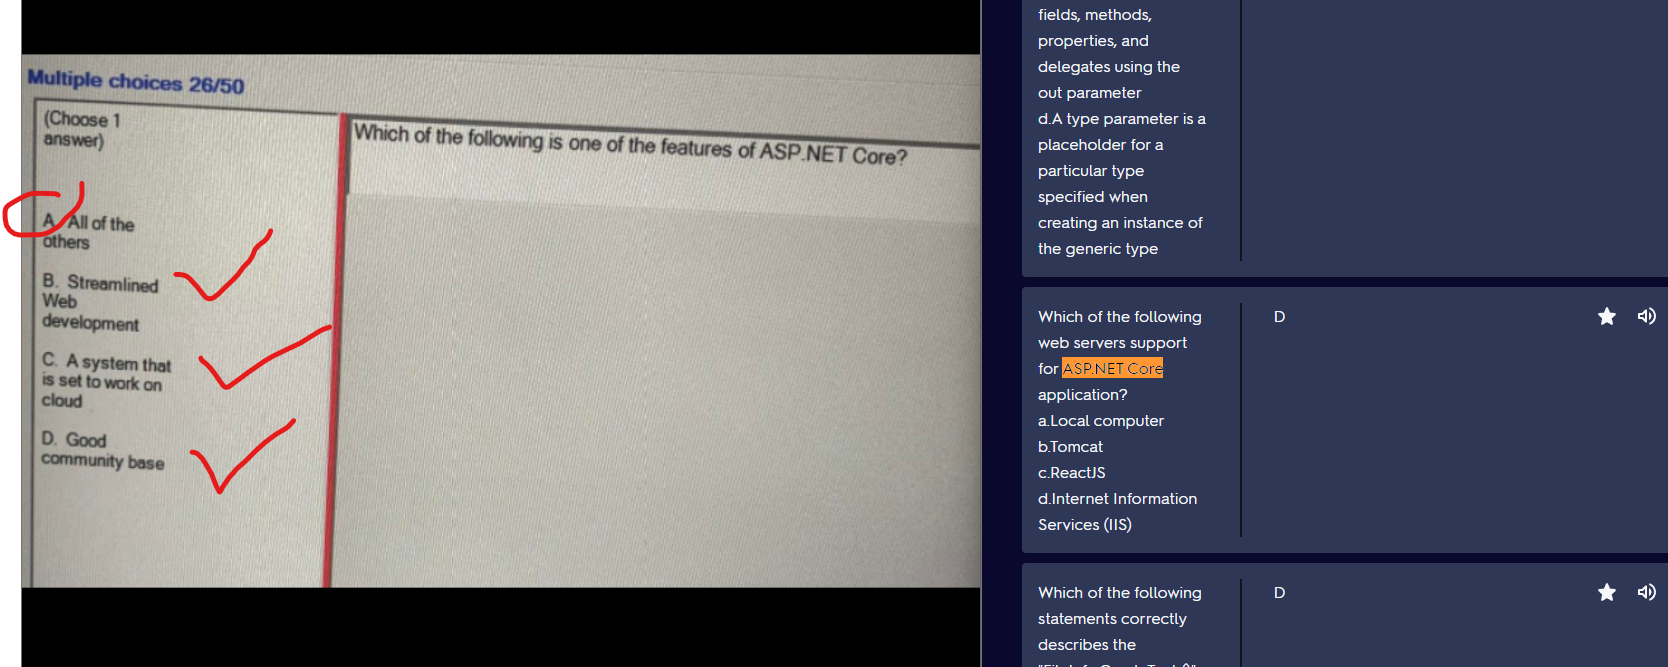 Multiple choices 26/50
(Choose 1
answer)
Which of the following is one of the features of ASP.NET Core?
A. All of the
others
B. Streamlined
Web
development
C. A system that
is set to work on
cloud
D. Good
community base
fields, methods,
properties, and
delegates using the
out parameter
d.A type parameter is a
placeholder for a
particular type
specified when
creating an instance of
the generic type
Which of the following
web servers support
for ASP.NET Core
application?
a.Local computer
b.Tomcat
c.ReactJS
d.Internet Information
Services (IIS)
D
Which of the following
statements correctly
describes the
D